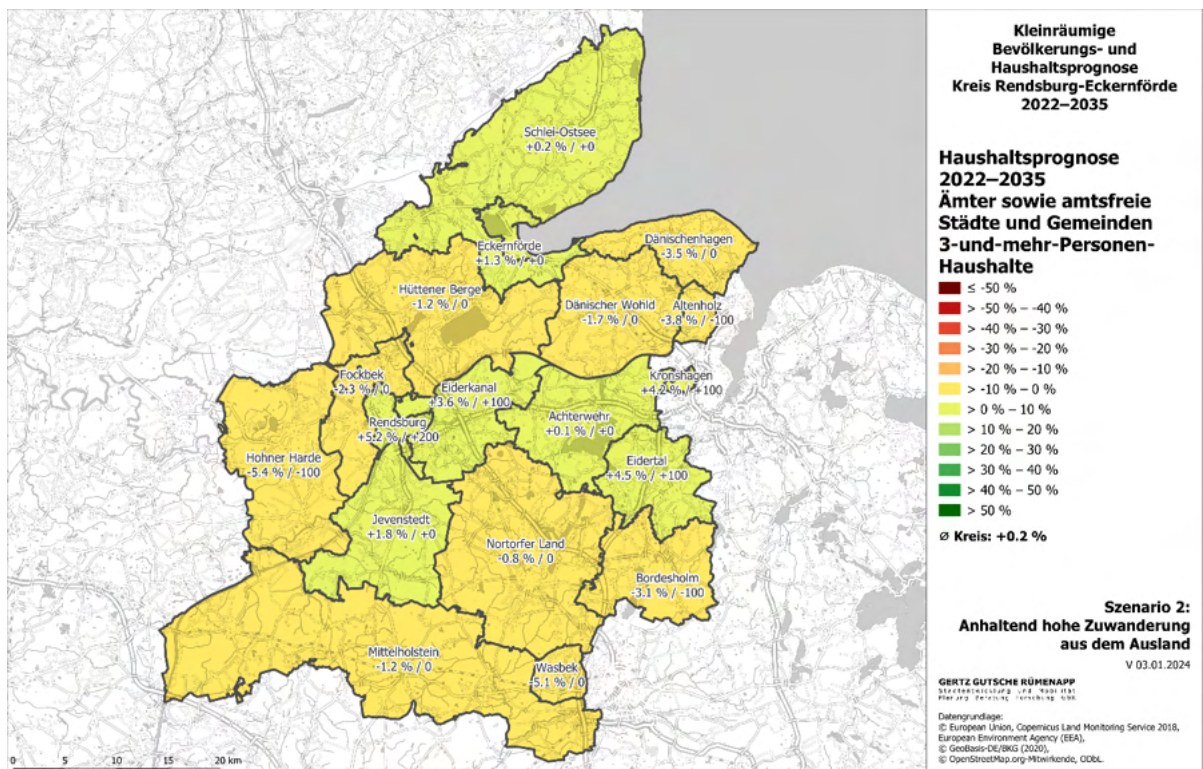 Schlei-Ostsee
+0.2 % / +0
Eckernförde
+1.3 % / +0
Dänischenhagen
-3.5 % / 0
Hüttener Berge
-1.2 % / 0
Dänischer Wohld
-1.7 % / 0
Altenholz
-3.8 % / -100
Fockbek
-2.3 % / 0
Eiderkanal
+3.6 % / +100
Kronshagen
+4.2 % / +100
Rendsburg
+5.2 % / +200
Achterwehr
+0.1 % / +0
Hohner Harde
-5.4 % / -100
Eidertal
+4.5 % / +100
Jevenstedt
+1.8 % / +0
Nortorfer Land
-0.8 % / 0
Bordesholm
-3.1 % / -100
Mittelholstein
-1.2 % / 0
Wasbek
-5.1 % / 0
0 5 10 15 20 km
Kleinräumige
Bevölkerungs- und
Haushaltsprognose
Kreis Rendsburg-Eckernförde
2022–2035
Haushaltsprognose
2022–2035
Ämter sowie amtsfreie
Städte und Gemeinden
3-und-mehr-Personen-
Haushalte
≤ -50 %
> -50 % – -40 %
> -40 % – -30 %
> -30 % – -20 %
> -20 % – -10 %
> -10 % – 0 %
> 0 % – 10 %
> 10 % – 20 %
> 20 % – 30 %
> 30 % – 40 %
> 40 % – 50 %
> 50 %
Ø Kreis: +0.2 %
Szenario 2:
Anhaltend hohe Zuwanderung
aus dem Ausland
V 03.01.2024
GERTZ GUTSCHE RÜMENAPP
Stadtentwicklung und Mobilität
Planung Beratung Forschung GbR
Datengrundlage:
© European Union, Copernicus Land Monitoring Service 2018,
European Environment Agency (EEA),
© GeoBasis-DE/BKG (2020),
© OpenStreetMap.org-Mitwirkende, ODbL.